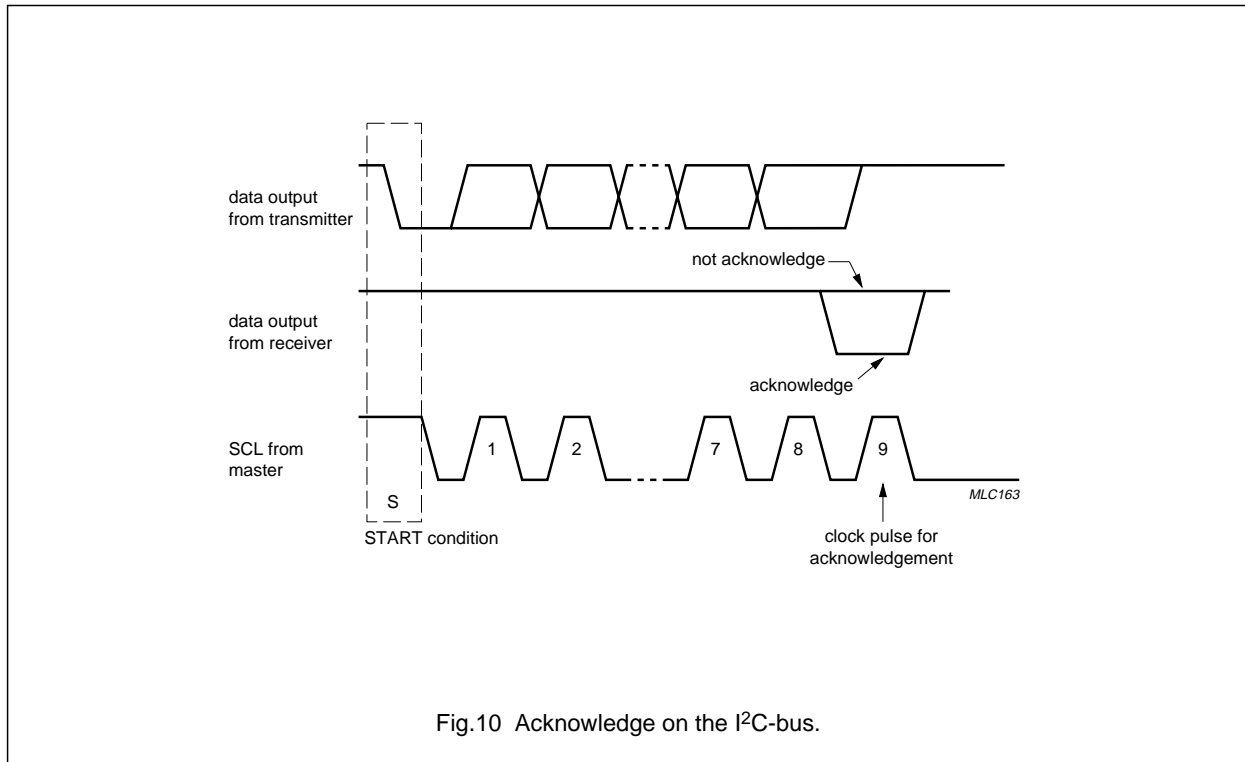 data output
from transmitter
not acknowledge
data output
from receiver
acknowledge
SCL from
master
1
2
7
8
9
S
MLC163
START condition
clock pulse for
acknowledgement
Fig.10 Acknowledge on the I²C-bus.